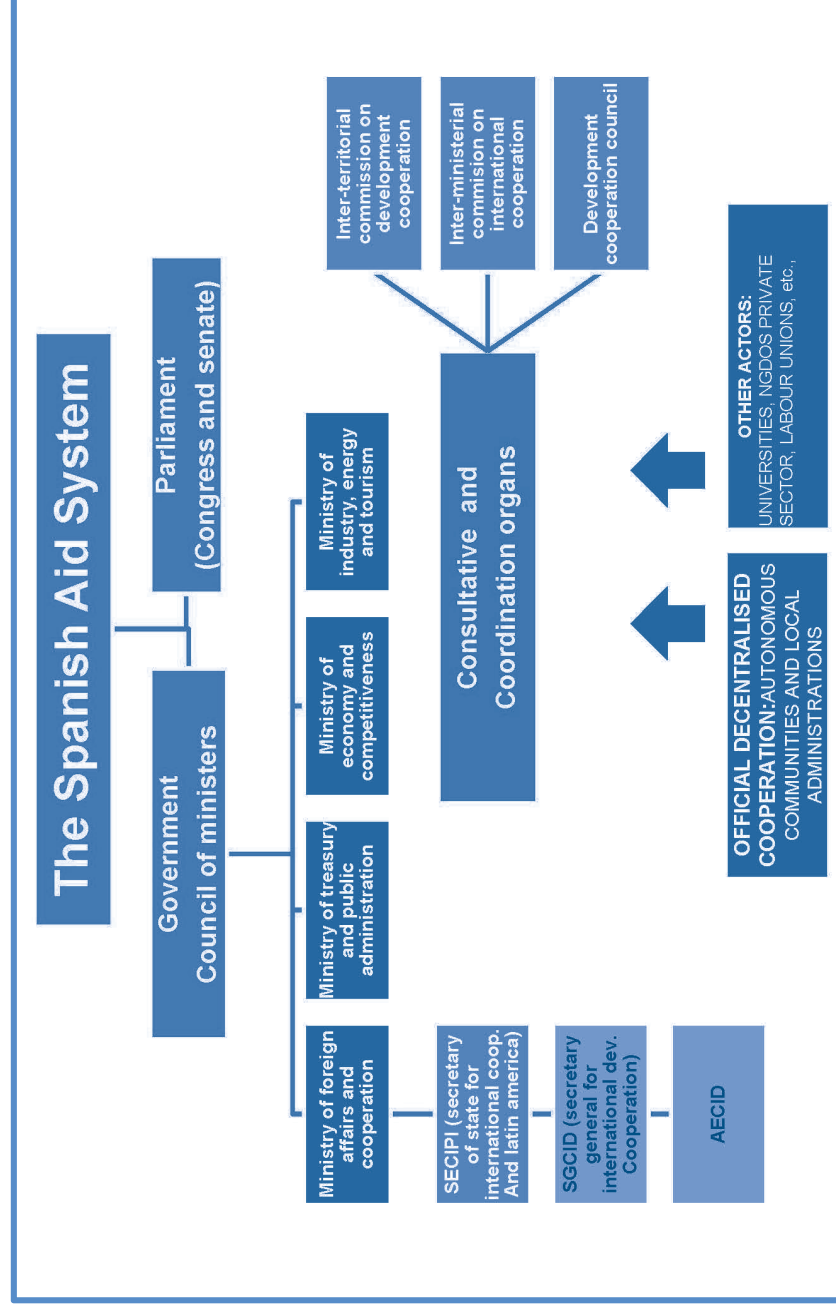 The Spanish Aid System
Government
Council of ministers
Parliament
(Congress and senate)
Ministry of foreign
affairs and
cooperation
Ministry of treasury
and public
administration
Ministry of
economy and
competitiveness
Ministry of
industry, energy
and tourism
SECIPI (secretary
of state for
international coop.
And latin america)
SGCID (secretary
general for
international dev.
Cooperation)
AECID
Consultative and
Coordination organs
Inter-territorial
commission on
development
cooperation
Inter-ministerial
commision on
international
cooperation
Development
cooperation council
OFFICIAL DECENTRALISED
COOPERATION:AUTONOMOUS
COMMUNITIES AND LOCAL
ADMINISTRATIONS
OTHER ACTORS:
UNIVERSITIES, NGDOS PRIVATE
SECTOR, LABOUR UNIONS, etc.,